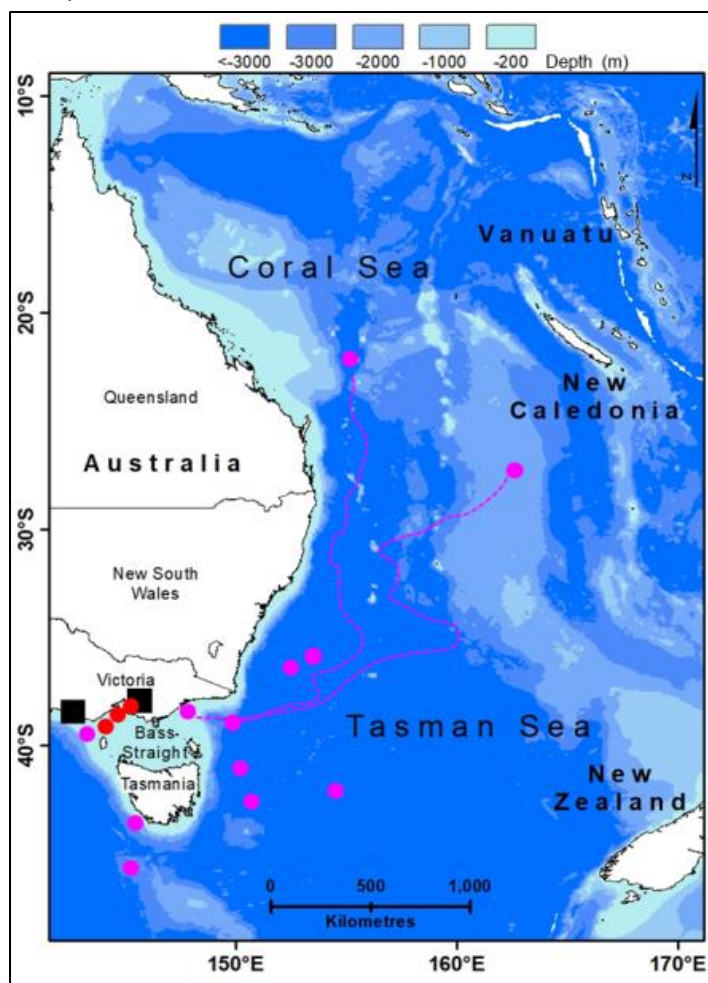 <-3000 -3000 -2000 -1000 -200 Depth (m)
10°S
N
Vanuatu
Coral Sea
20°S
New
Caledonia
Queensland
Australia
30°S
New South
Wales
Victoria
Bass
Straight
Tasman Sea
40°S
Tasmania
New
Zealand
0 500 1,000
Kilometres
150°E 160°E 170°E